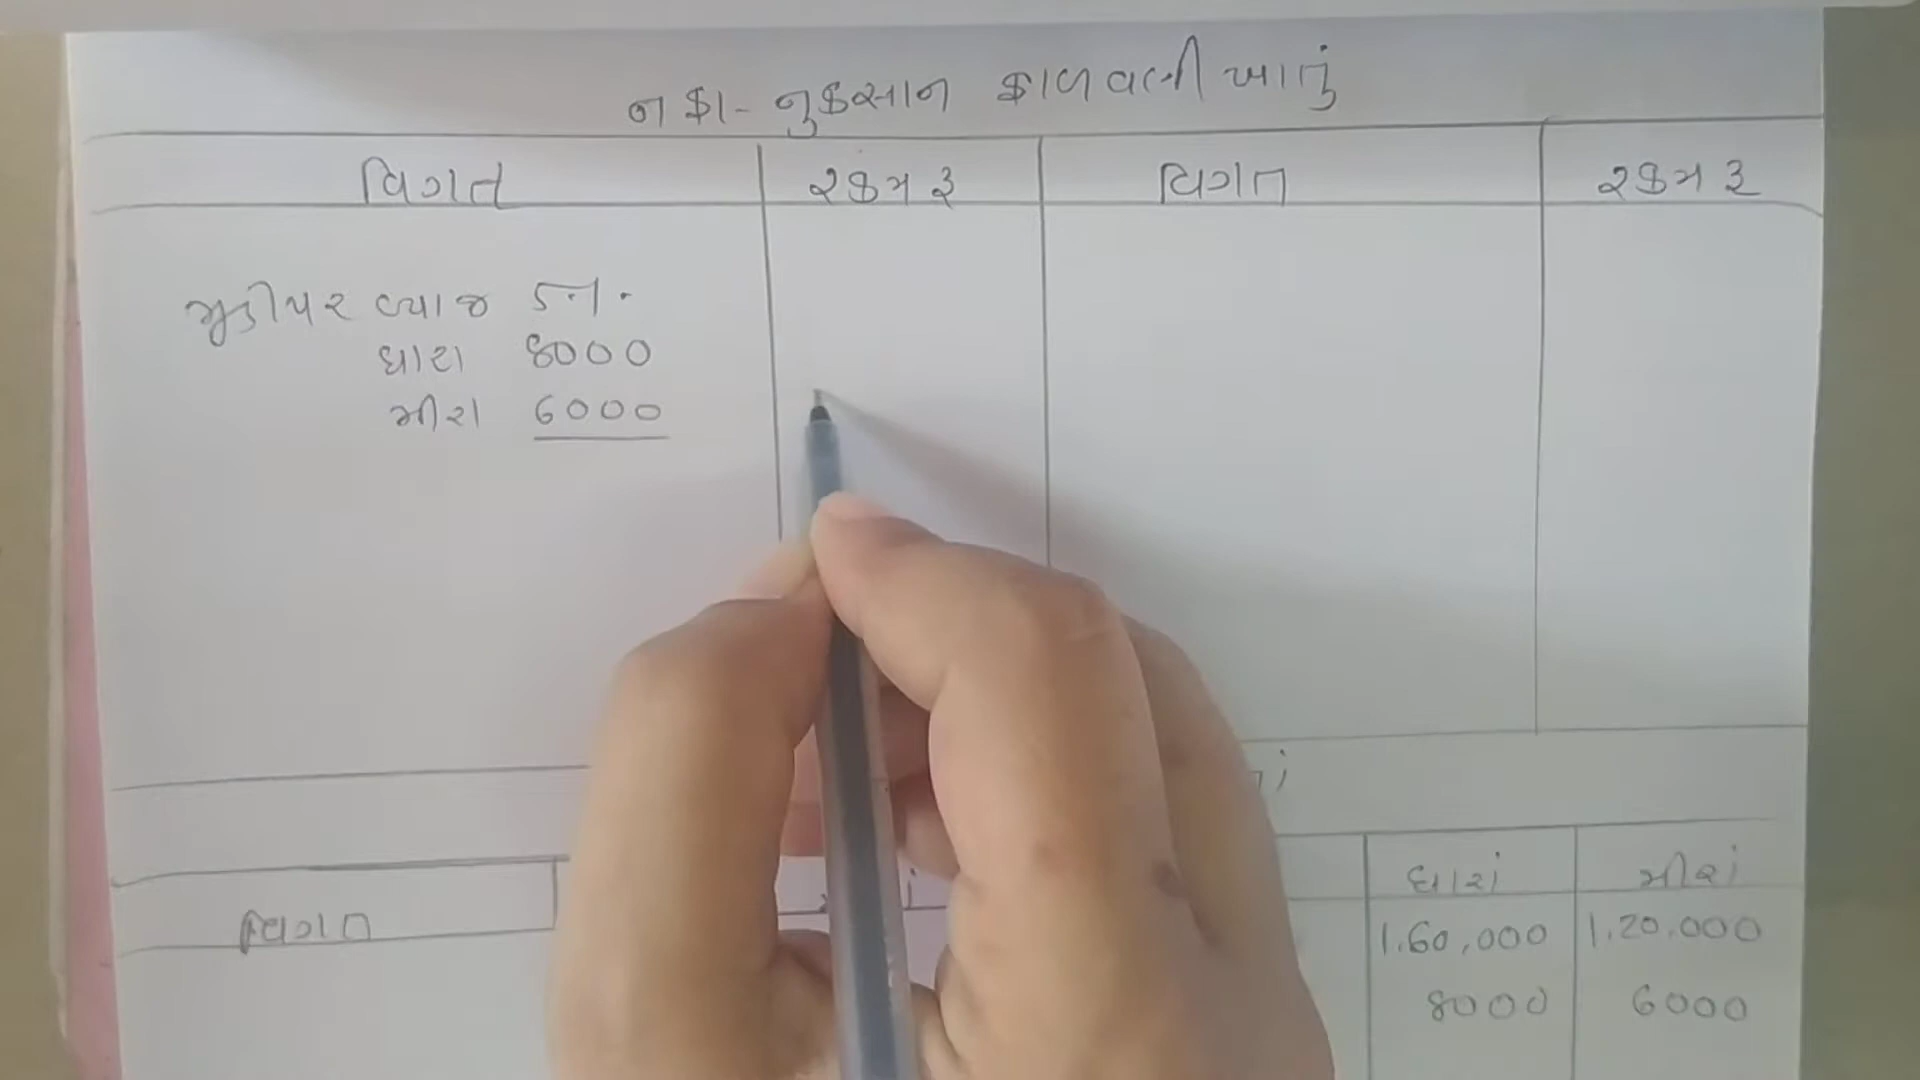 નફા-નુકસાન ફાળવણી ખાતું
વિગત રકમ રૂ વિગત રકમ રૂ
મૂડીપર વ્યાજ 5%.
ધારા 8000
મીરા 6000
ધારાં મીરાં
વિગત
1,60,000 1,20,000
8000 6000